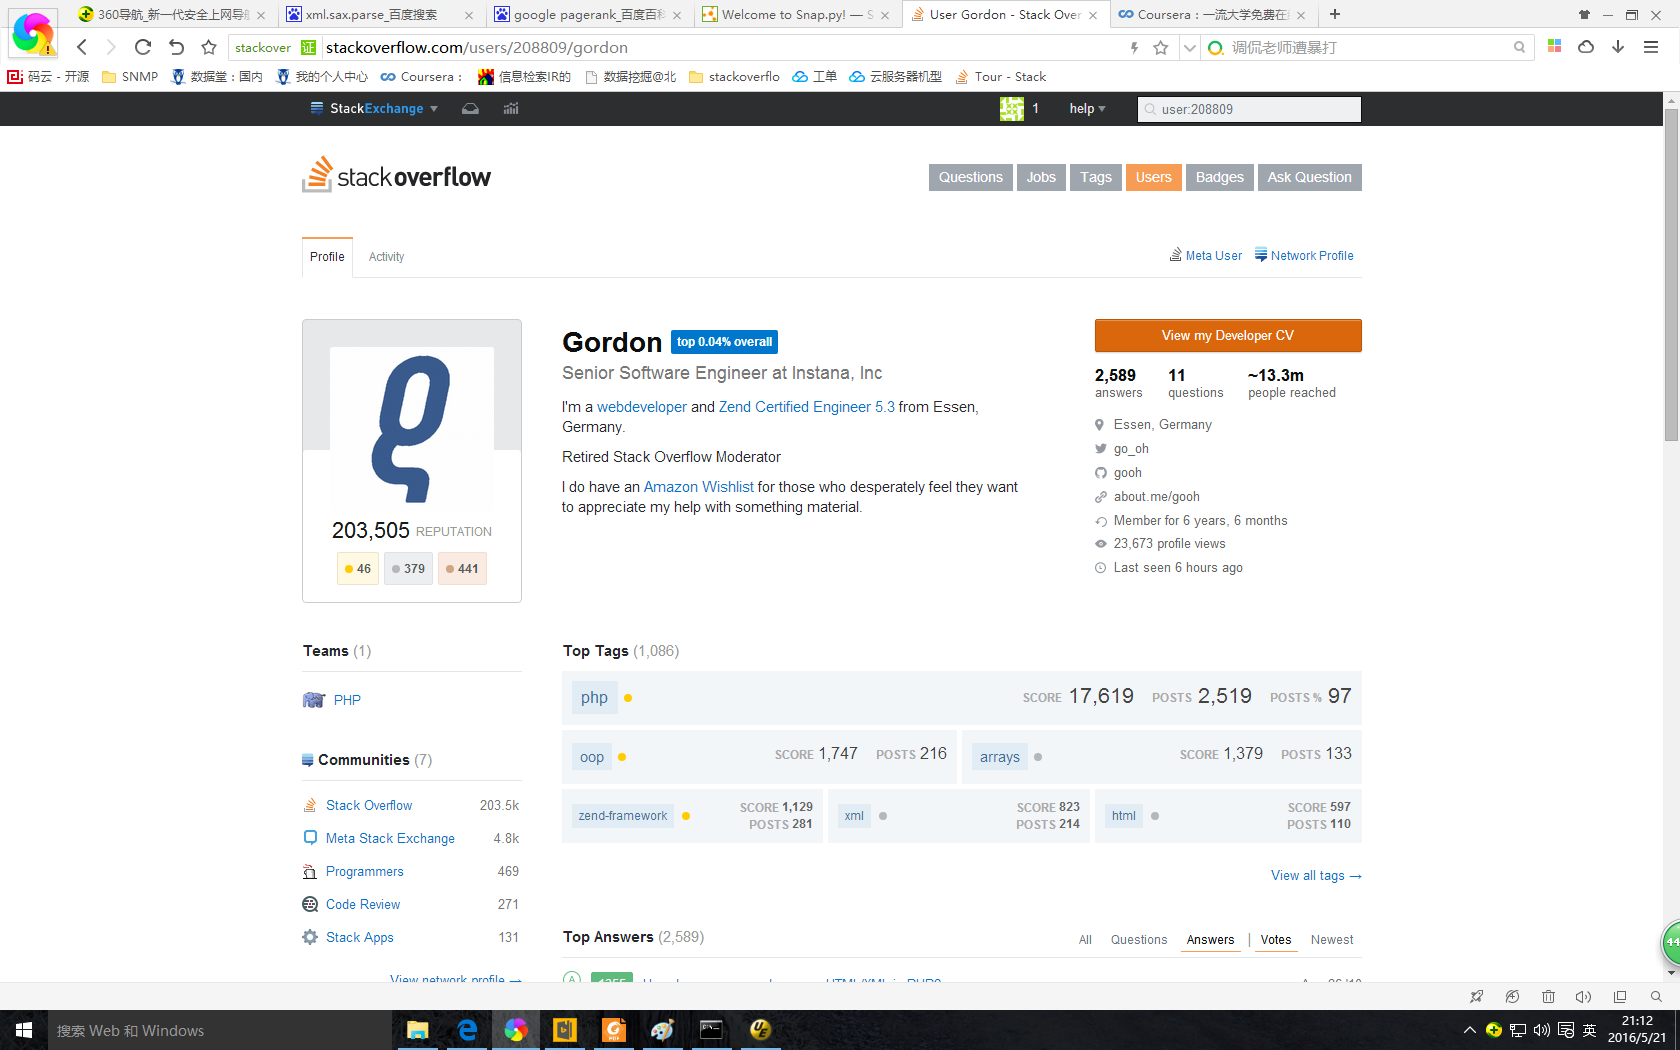 360导航_新一代安全上网导航
xml.sax.parse_百度搜索
google pagerank_百度百科
Welcome to Snap.py! — S
User Gordon - Stack Over
Coursera：一流大学免费在线
stackover 证 stackoverflow.com/users/208809/gordon
调侃老师遭暴打
码云 - 开源 SNMP 数据堂：国内 我的个人中心 Coursera： 信息检索IR的 数据挖掘@北 stackoverflo 工单 云服务器机型 Tour - Stack
StackExchange
1 help user:208809
stackoverflow
Questions Jobs Tags Users Badges Ask Question
Profile Activity
Meta User Network Profile
Gordon top 0.04% overall
Senior Software Engineer at Instana, Inc
I'm a webdeveloper and Zend Certified Engineer 5.3 from Essen,
Germany.
Retired Stack Overflow Moderator
I do have an Amazon Wishlist for those who desperately feel they want
to appreciate my help with something material.
203,505 REPUTATION
46 379 441
View my Developer CV
2,589 11 ~13.3m
answers questions people reached
Essen, Germany
go_oh
gooh
about.me/gooh
Member for 6 years, 6 months
23,673 profile views
Last seen 6 hours ago
Teams (1)
PHP
Communities (7)
Stack Overflow 203.5k
Meta Stack Exchange 4.8k
Programmers 469
Code Review 271
Stack Apps 131
View network profile →
Top Tags (1,086)
php SCORE 17,619 POSTS 2,519 POSTS % 97
oop SCORE 1,747 POSTS 216
arrays SCORE 1,379 POSTS 133
zend-framework SCORE 1,129 POSTS 281
xml SCORE 823 POSTS 214
html SCORE 597 POSTS 110
View all tags →
Top Answers (2,589)
All Questions Answers | Votes Newest
44
搜索 Web 和 Windows
英
21:12
2016/5/21